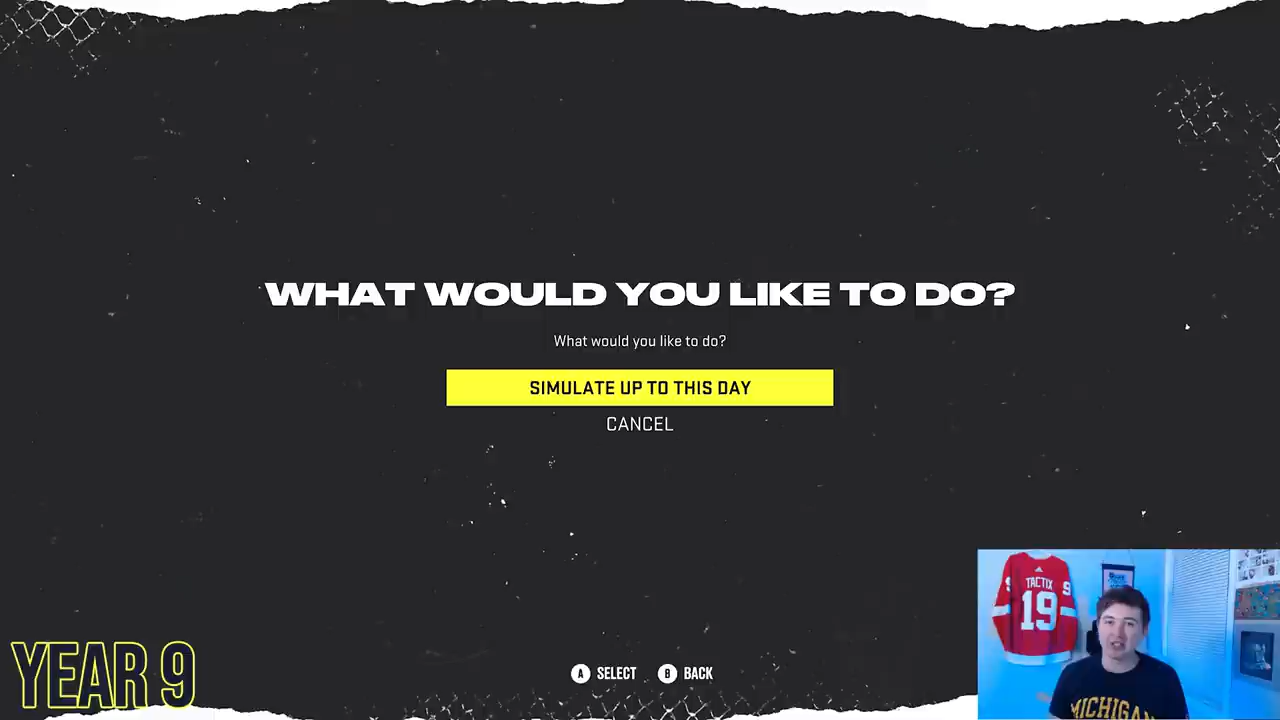 WHAT WOULD YOU LIKE TO DO?
What would you like to do?
SIMULATE UP TO THIS DAY
CANCEL
A SELECT B BACK
YEAR 9
TACTIX
19
9
MICHIGAN